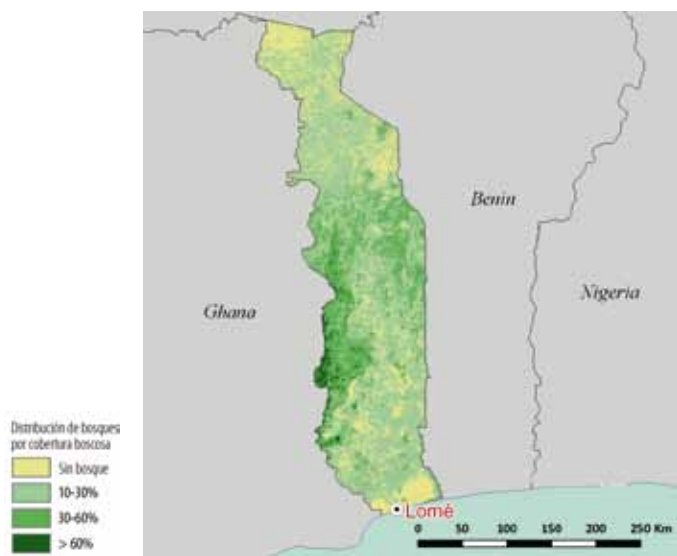 Benin
Ghana
Nigeria
Distribución de bosques
por cobertura boscosa
Sin bosque
10-30%
30-60%
> 60%
Lomé
0 50 100 150 200 250 Km